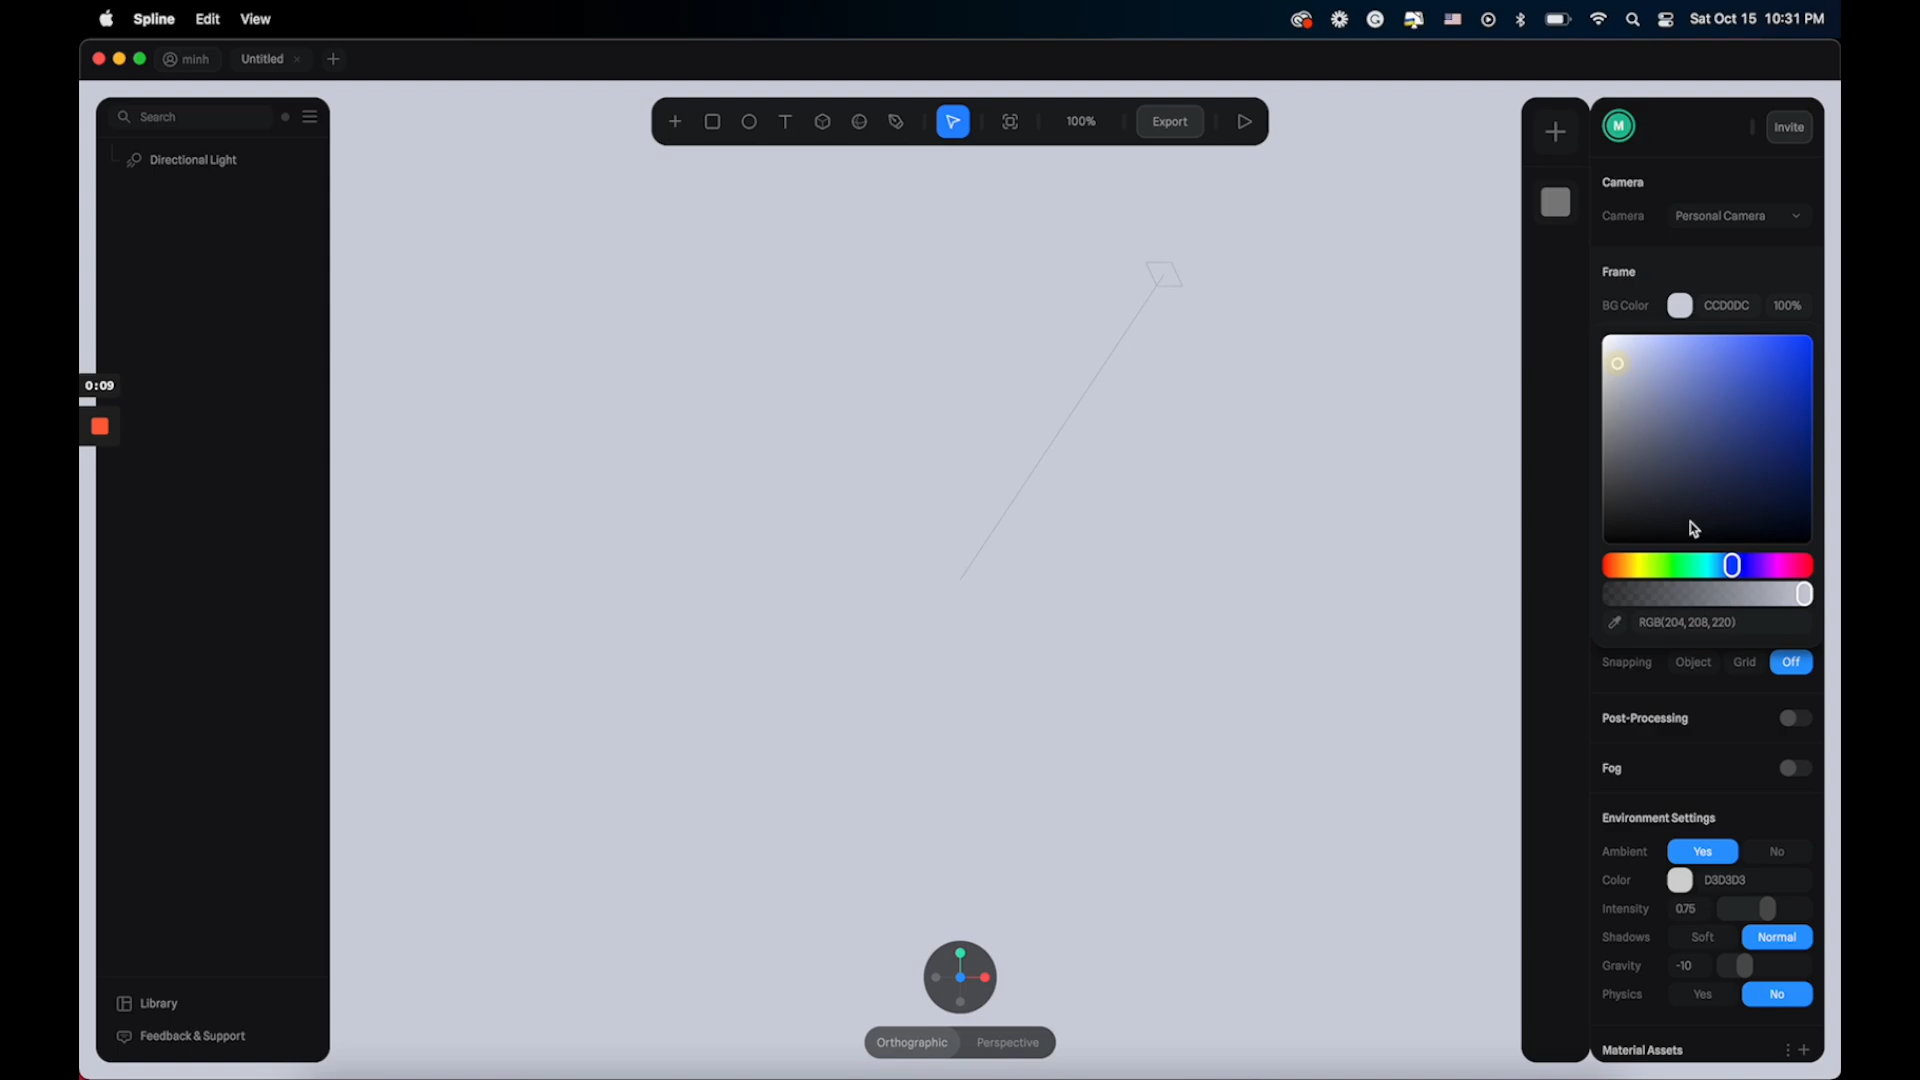 Spline Edit View
Sat Oct 15 10:31 PM
minh Untitled
Search
100% Export
M Invite
Directional Light
Camera
Camera Personal Camera
Frame
BG Color CCD0DC 100%
0:09
RGB(204, 208, 220)
Snapping Object Grid Off
Post-Processing
Fog
Environment Settings
Ambient Yes No
Color D3D3D3
Intensity 0.75
Shadows Soft Normal
Gravity -10
Physics Yes No
Library
Feedback & Support
Orthographic Perspective
Material Assets